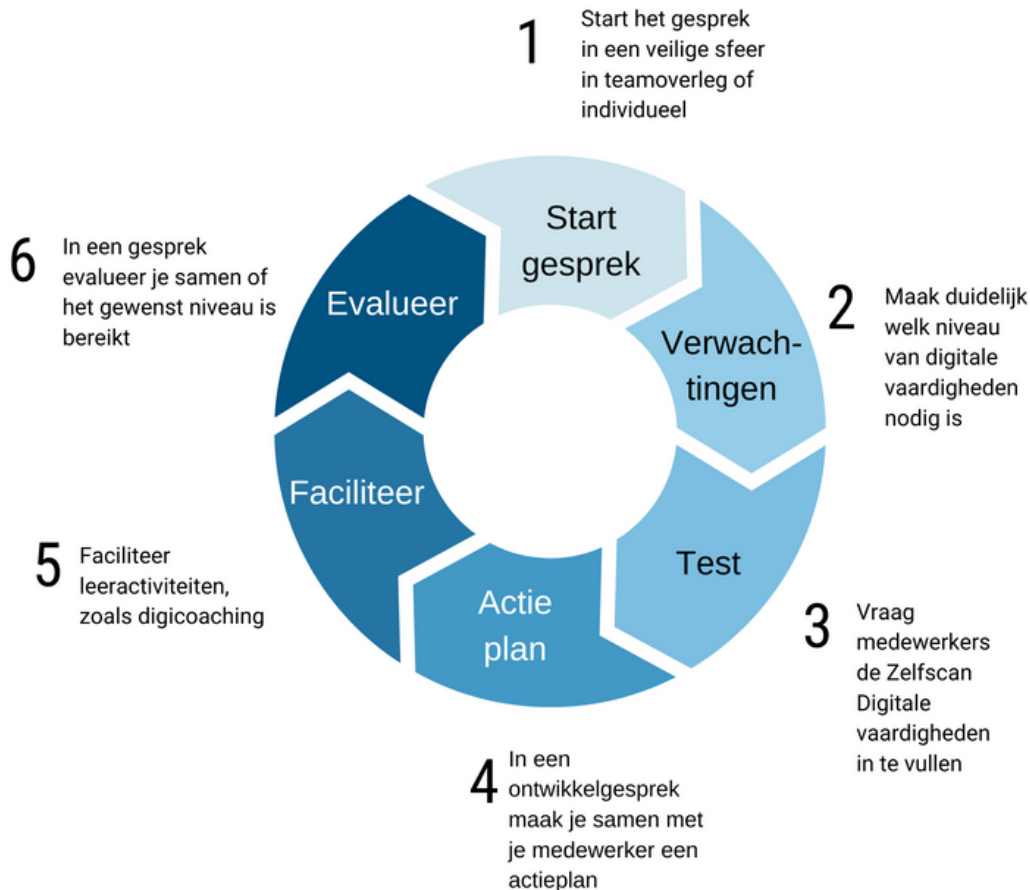 1
Start het gesprek
in een veilige sfeer
in teamoverleg of
individueel
Start
gesprek
2
Maak duidelijk
welk niveau
van digitale
vaardigheden
nodig is
Verwach-
tingen
3
Vraag
medewerkers
de Zelfscan
Digitale
vaardigheden
in te vullen
Test
4
In een
ontwikkelgesprek
maak je samen met
je medewerker een
actieplan
Actie
plan
5
Faciliteer
leeractiviteiten,
zoals digicoaching
Faciliteer
6
In een gesprek
evalueer je samen of
het gewenst niveau is
bereikt
Evalueer